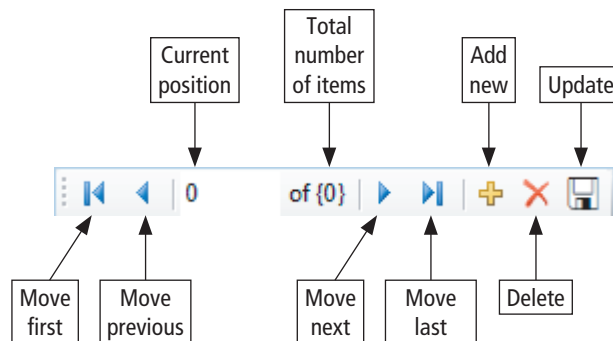 Current
position
Total
number
of items
Add
new
Update
0
of {0}
Move
first
Move
previous
Move
next
Move
last
Delete